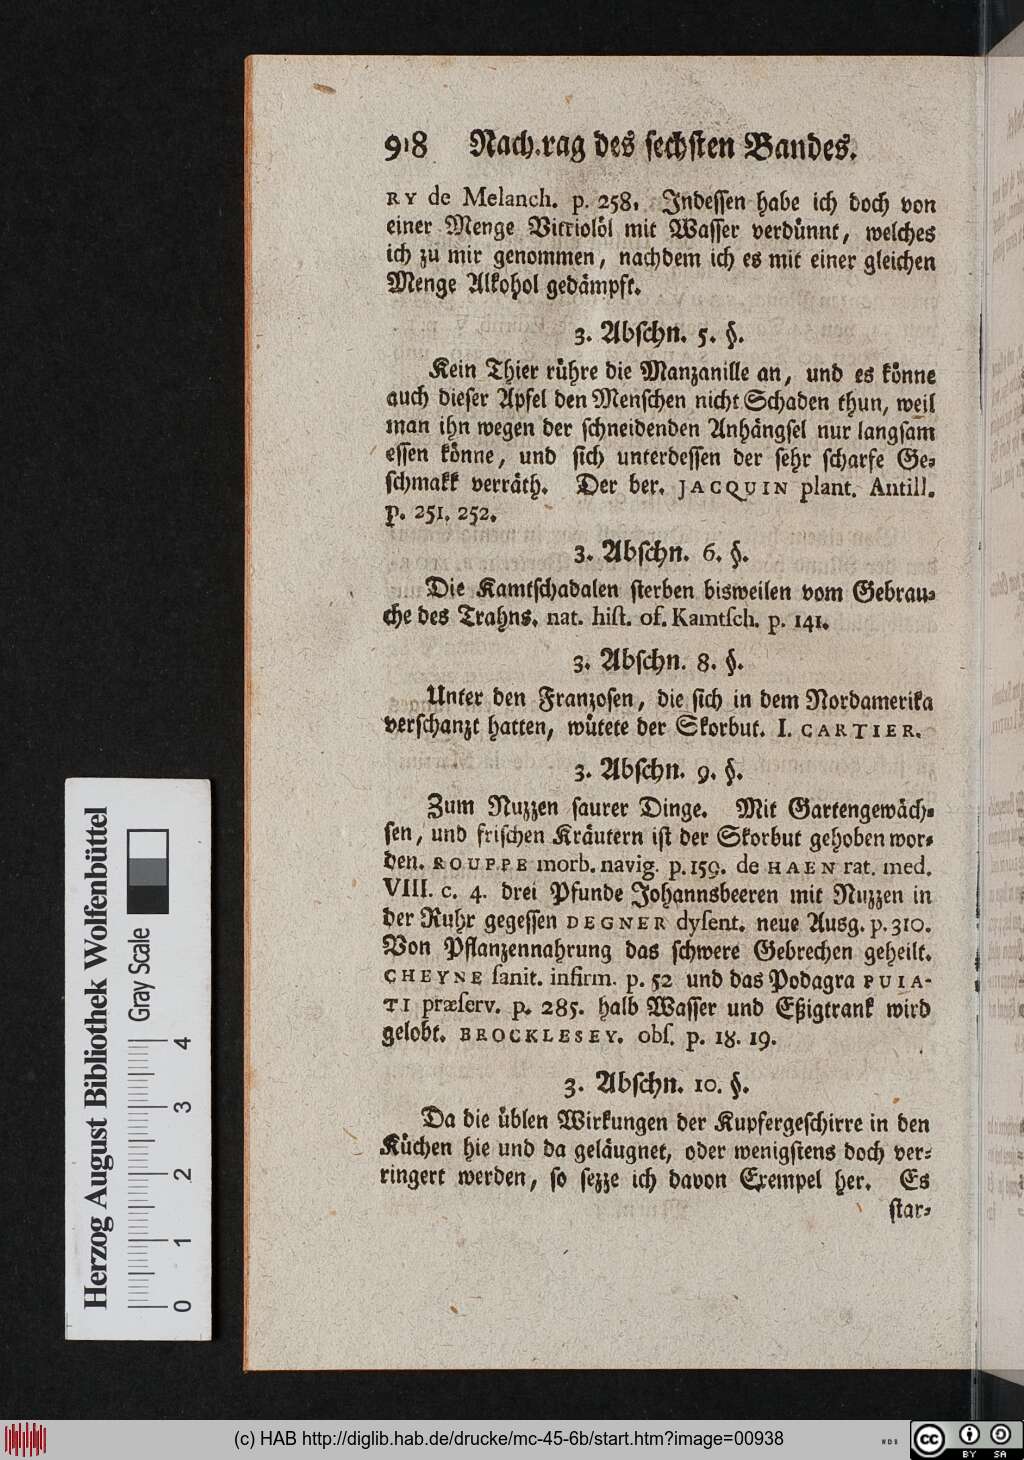 918 Nach.rag des sechsten Bandes.
RY de Melanch. p. 258. Indessen habe ich doch von
einer Menge Vitriolöl mit Wasser verdünnt, welches
ich zu mir genommen, nachdem ich es mit einer gleichen
Menge Alkohol gedämpft.
3. Abschn. 5. §.
Kein Thier rühre die Manzanille an, und es könne
auch dieser Apfel den Menschen nicht Schaden thun, weil
man ihn wegen der schneidenden Anhängsel nur langsam
essen könne, und sich unterdessen der sehr scharfe Ge-
schmakk verräth. Der ber. JACQUIN plant. Antill.
p. 251. 252.
3. Abschn. 6. §.
Die Kamtschadalen sterben bisweilen vom Gebrau-
che des Trahns. nat. hist. of. Kamtsch. p. 141.
3. Abschn. 8. §.
Unter den Franzosen, die sich in dem Nordamerika
verschanzt hatten, wütete der Skorbut. I. CARTIER.
3. Abschn. 9. §.
Zum Nuzzen saurer Dinge. Mit Gartengewäch-
sen, und frischen Kräutern ist der Skorbut gehoben wor-
den. ROUPPE morb. navig. p. 159. de HAEN rat. med.
VIII. c. 4. drei Pfunde Johannsbeeren mit Nuzzen in
der Ruhr gegessen DEGNER dysent. neue Ausg. p. 310.
Von Pflanzennahrung das schwere Gebrechen geheilt.
CHEYNE sanit. infirm. p. 52 und das Podagra PUIA-
TI præserv. p. 285. halb Wasser und Eßigtrank wird
gelobt. BROCKLESEY. obs. p. 18. 19.
3. Abschn. 10. §.
Da die üblen Wirkungen der Kupfergeschirre in den
Küchen hie und da geläugnet, oder wenigstens doch ver-
ringert werden, so sezze ich davon Exempel her. Es
star-
Herzog August Bibliothek Wolfenbüttel
Gray Scale
0 1 2 3 4
(c) HAB http://diglib.hab.de/drucke/mc-45-6b/start.htm?image=00938
WDB
cc BY SA